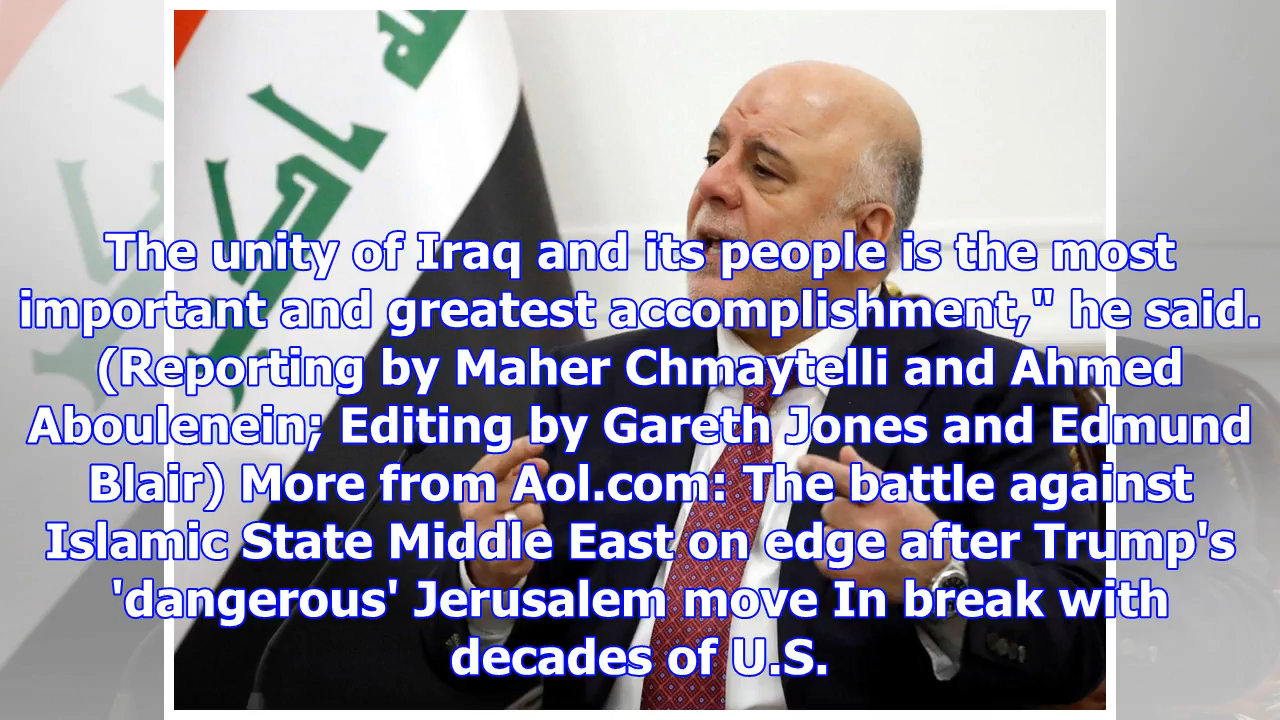 The unity of Iraq and its people is the most
important and greatest accomplishment," he said.
(Reporting by Maher Chmaytelli and Ahmed
Aboulenein; Editing by Gareth Jones and Edmund
Blair) More from Aol.com: The battle against
Islamic State Middle East on edge after Trump's
'dangerous' Jerusalem move In break with
decades of U.S.